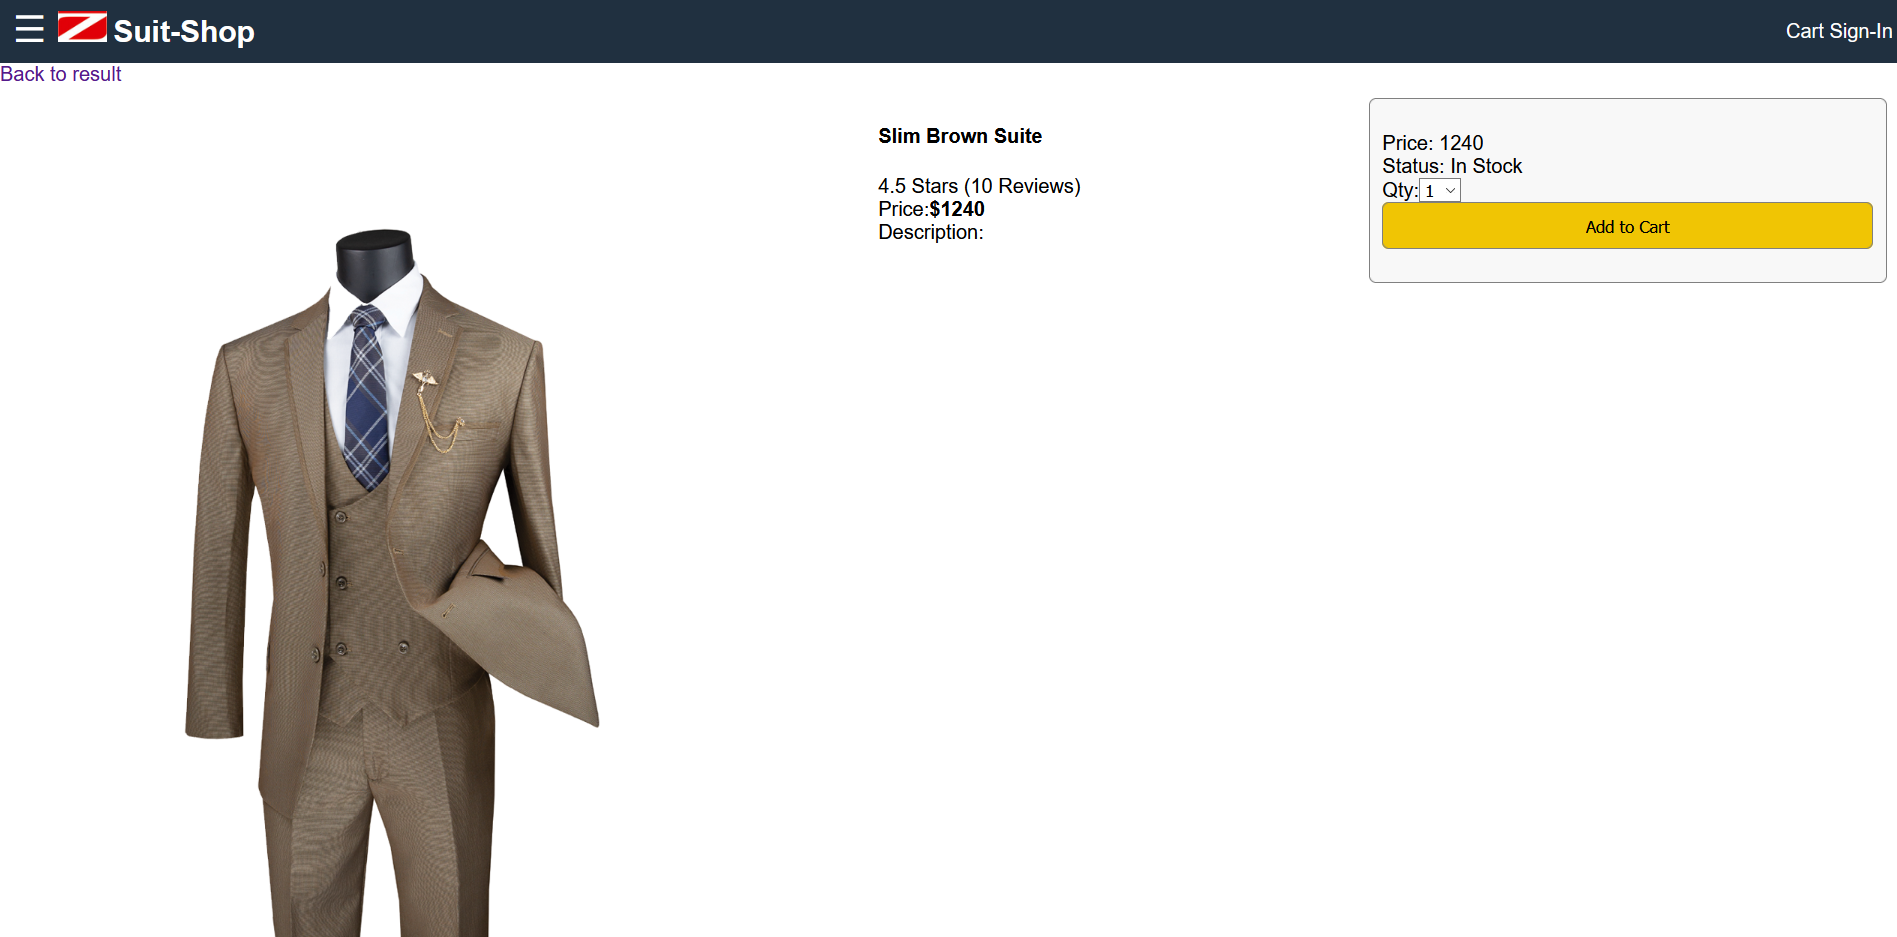 ☰ Suit-Shop
Cart Sign-In
Back to result
Slim Brown Suite
4.5 Stars (10 Reviews)
Price:$1240
Description:
Price: 1240
Status: In Stock
Qty: 1
Add to Cart